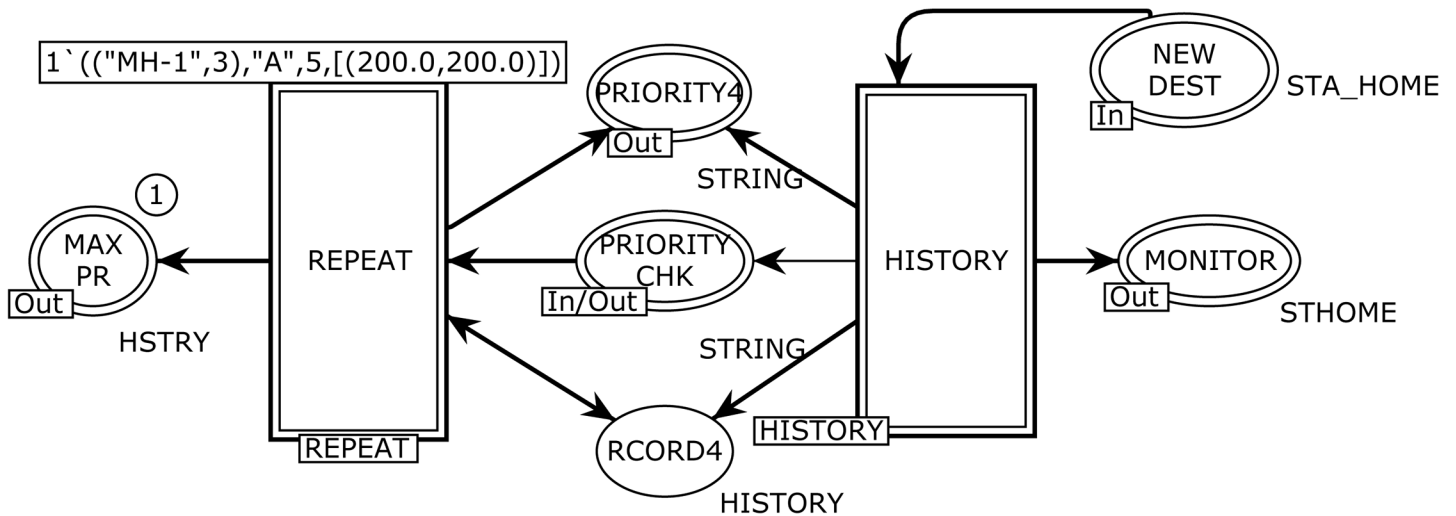 1`(("MH-1",3),"A",5,[(200.0,200.0)])
PRIORITY4
Out
STRING
NEW
DEST
In
STA_HOME
1
MAX
PR
Out
HSTRY
REPEAT
REPEAT
PRIORITY
CHK
In/Out
STRING
HISTORY
HISTORY
MONITOR
Out
STHOME
RCORD4
HISTORY